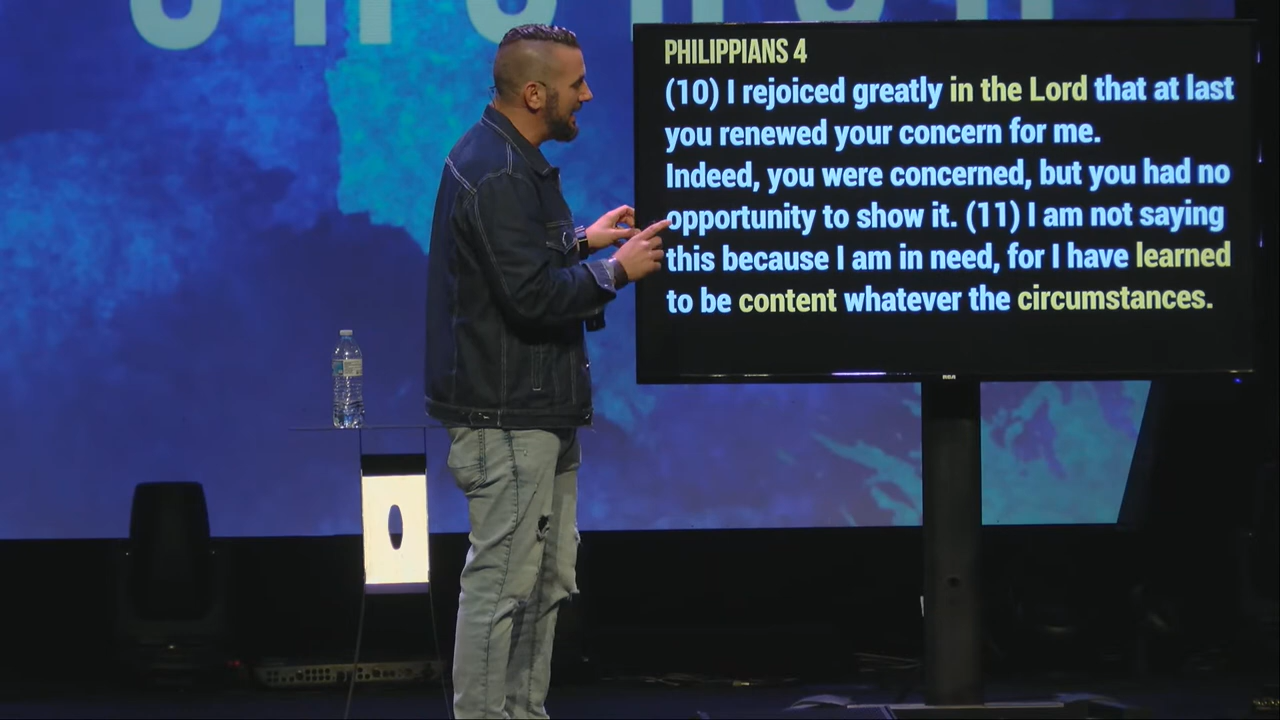 CHURCH
PHILIPPIANS 4
(10) I rejoiced greatly in the Lord that at last
you renewed your concern for me.
Indeed, you were concerned, but you had no
opportunity to show it. (11) I am not saying
this because I am in need, for I have learned
to be content whatever the circumstances.
RCA